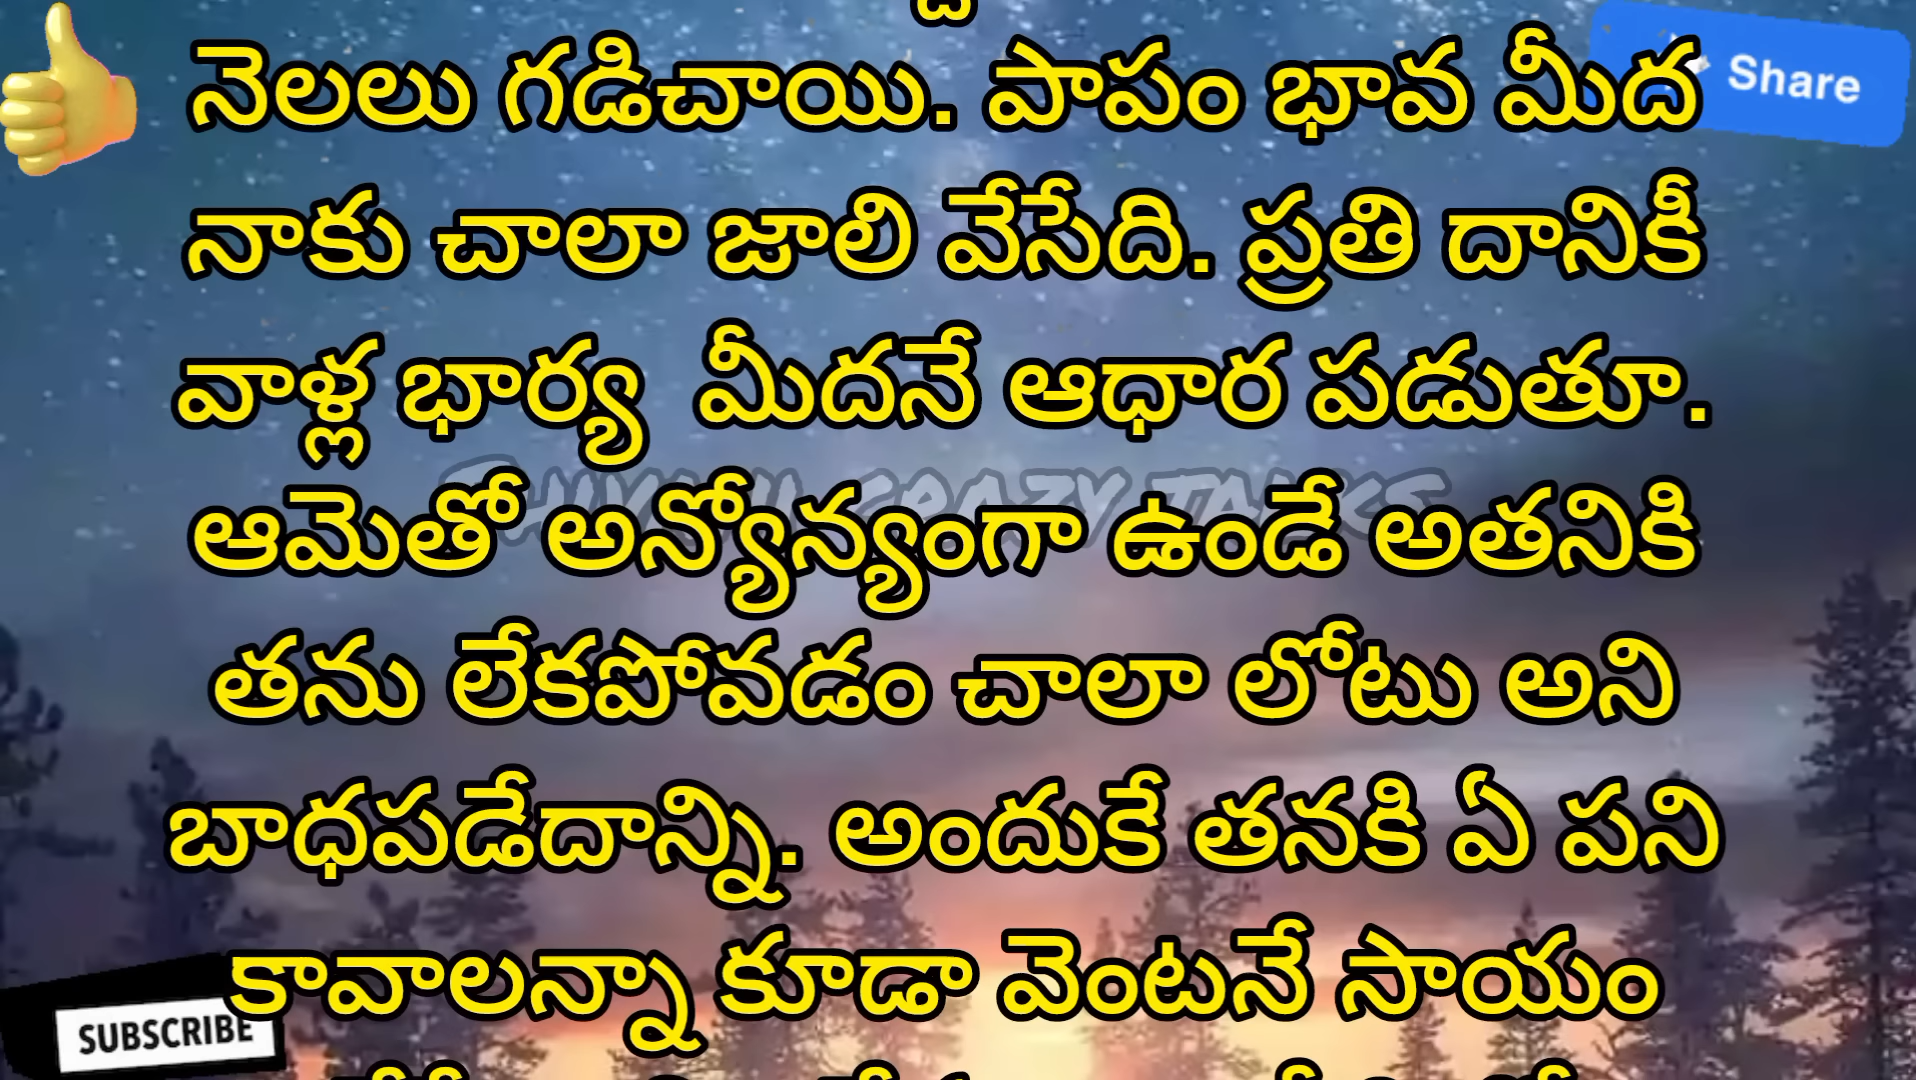 నెలలు గడిచాయి. పాపం భావ మీద
Share
నాకు చాలా జాలి వేసేది. ప్రతి దానికీ
వాళ్ల భార్య మీదనే ఆధార పడుతూ.
ఆమెతో అన్యోన్యంగా ఉండే అతనికి
తను లేకపోవడం చాలా లోటు అని
బాధపడేదాన్ని. అందుకే తనకి ఏ పని
కావాలన్నా కూడా వెంటనే సాయం
SUBSCRIBE